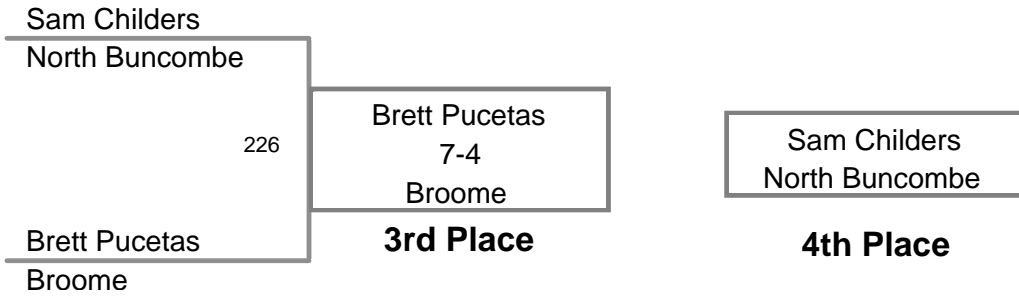 Sam Childers
North Buncombe
226
Brett Pucetas
7-4
Broome
3rd Place
Brett Pucetas
Broome
Sam Childers
North Buncombe
4th Place